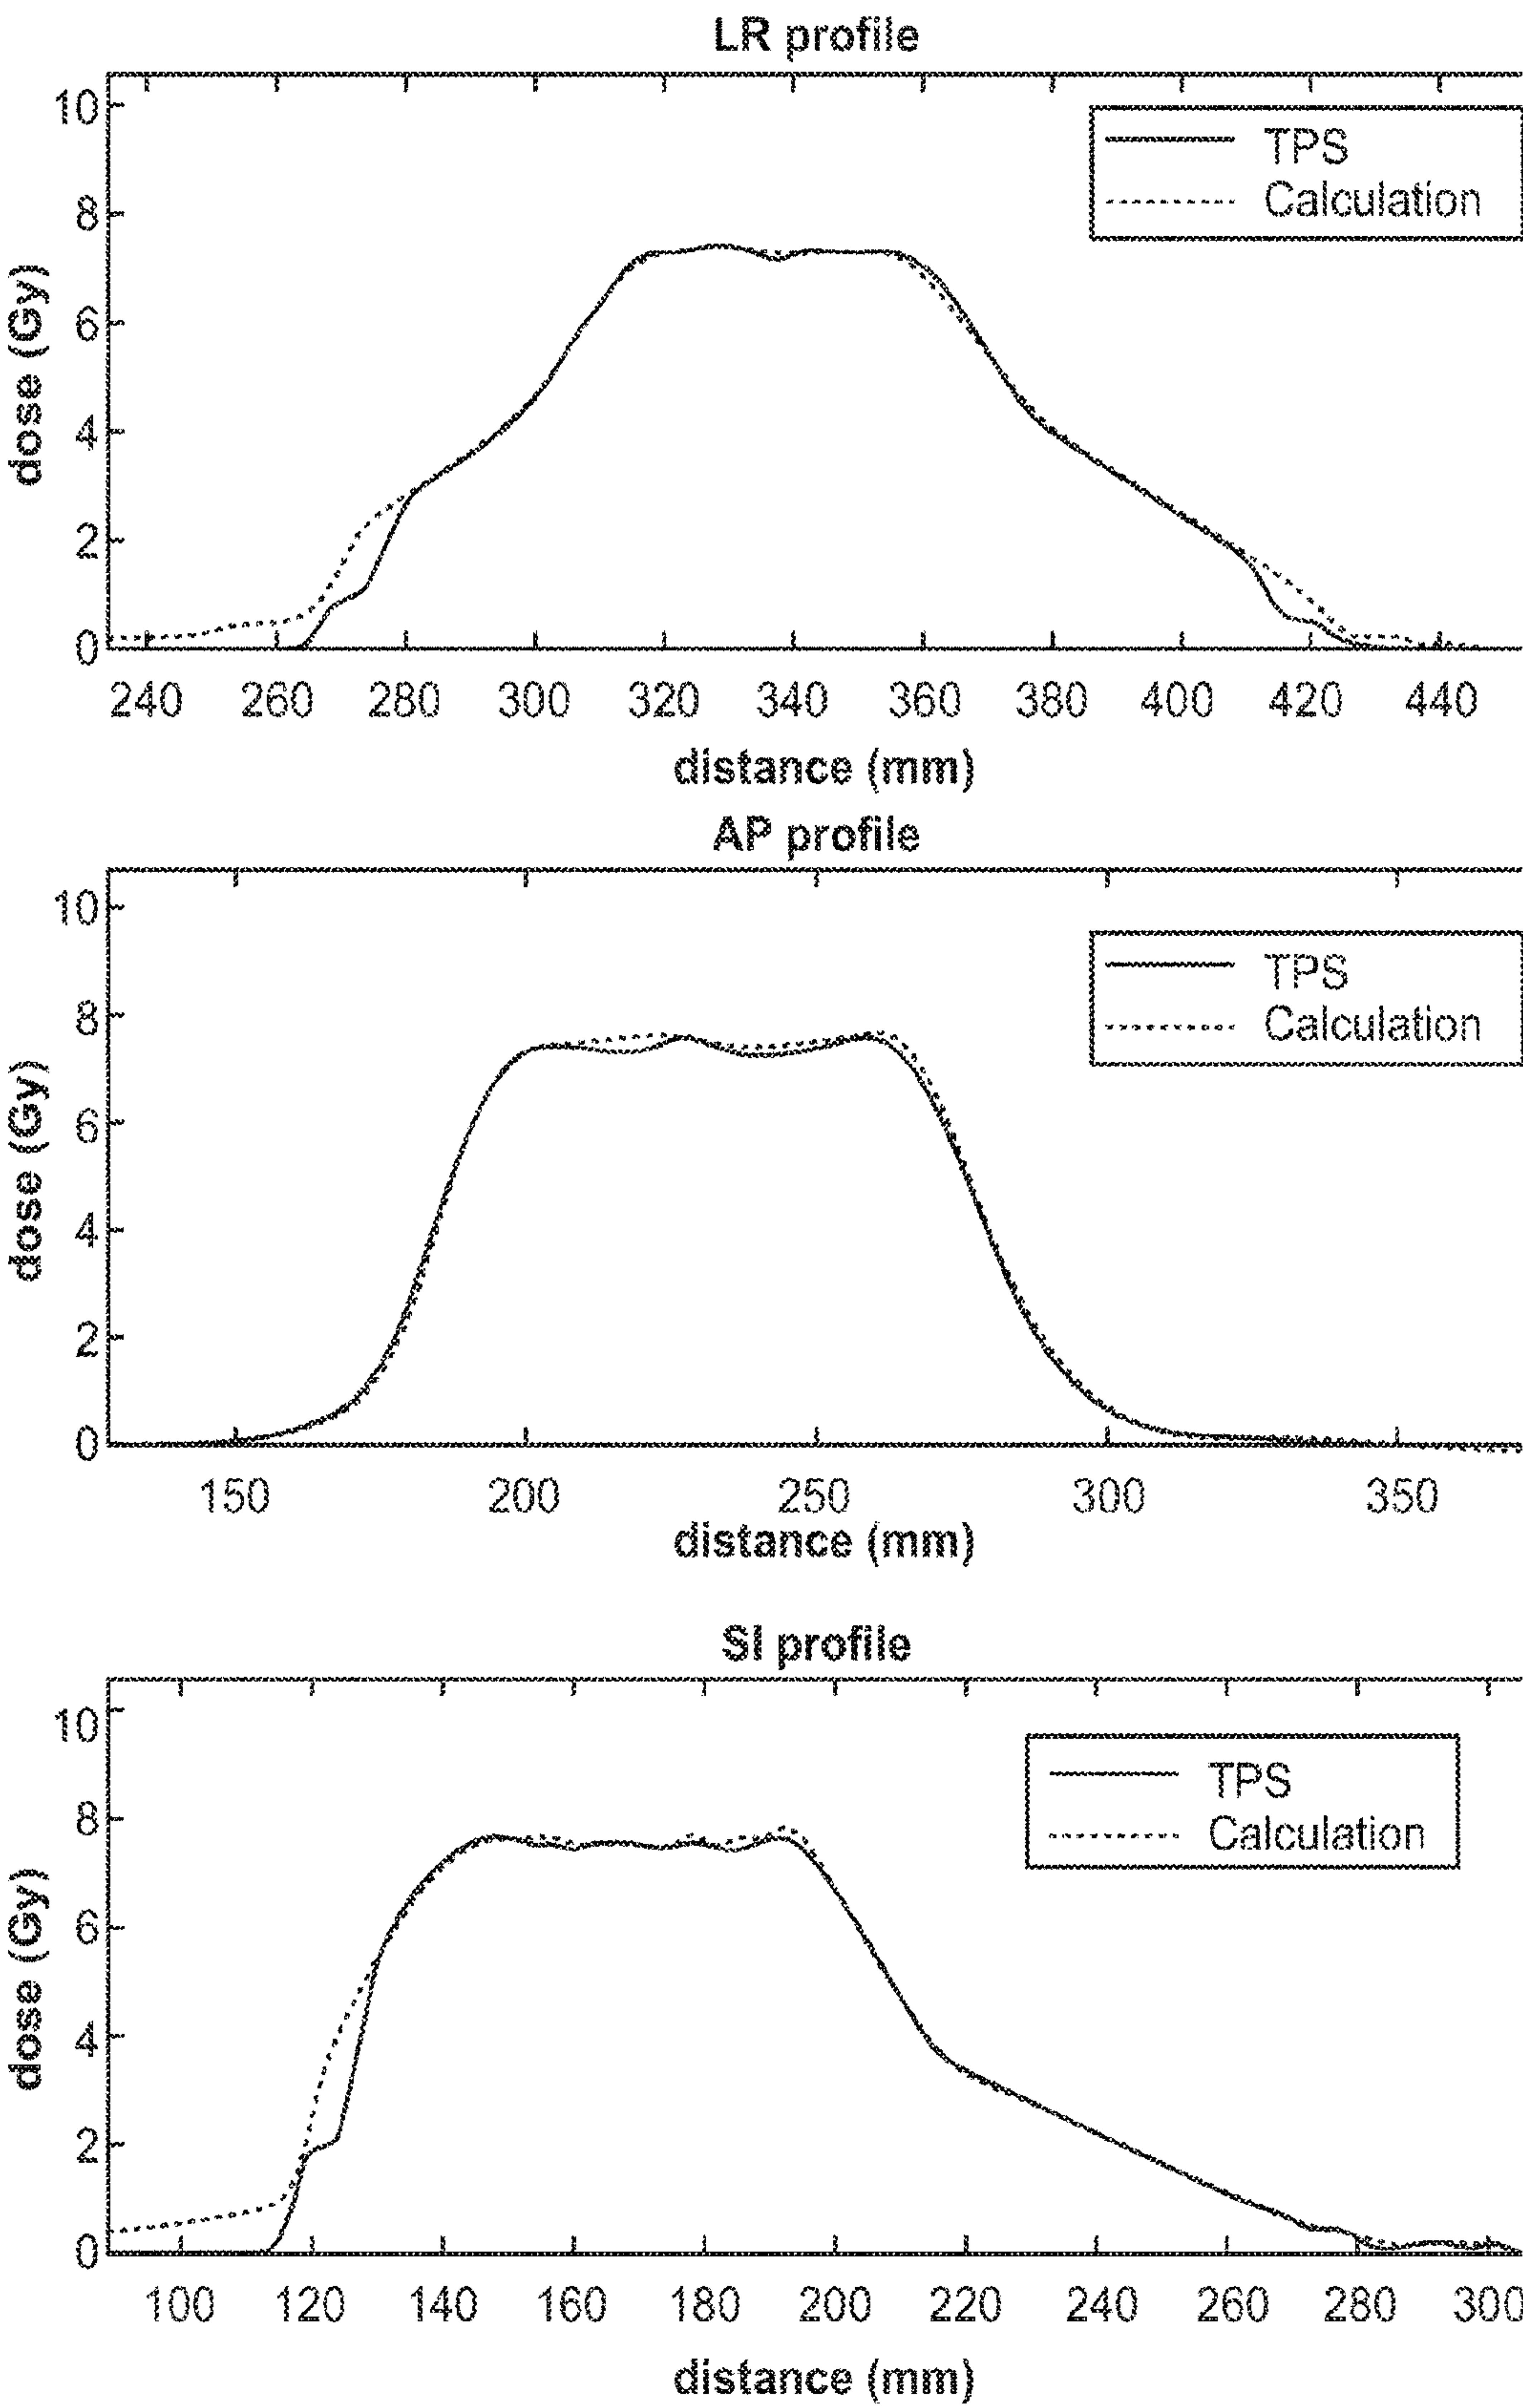 LR profile
10
8
6
4
2
0
dose (Gy)
TPS
Calculation
240 260 280 300 320 340 360 380 400 420 440
distance (mm)
AP profile
10
8
6
4
2
0
dose (Gy)
TPS
Calculation
150 200 250 300 350
distance (mm)
SI profile
10
8
6
4
2
0
dose (Gy)
TPS
Calculation
100 120 140 160 180 200 220 240 260 280 300
distance (mm)